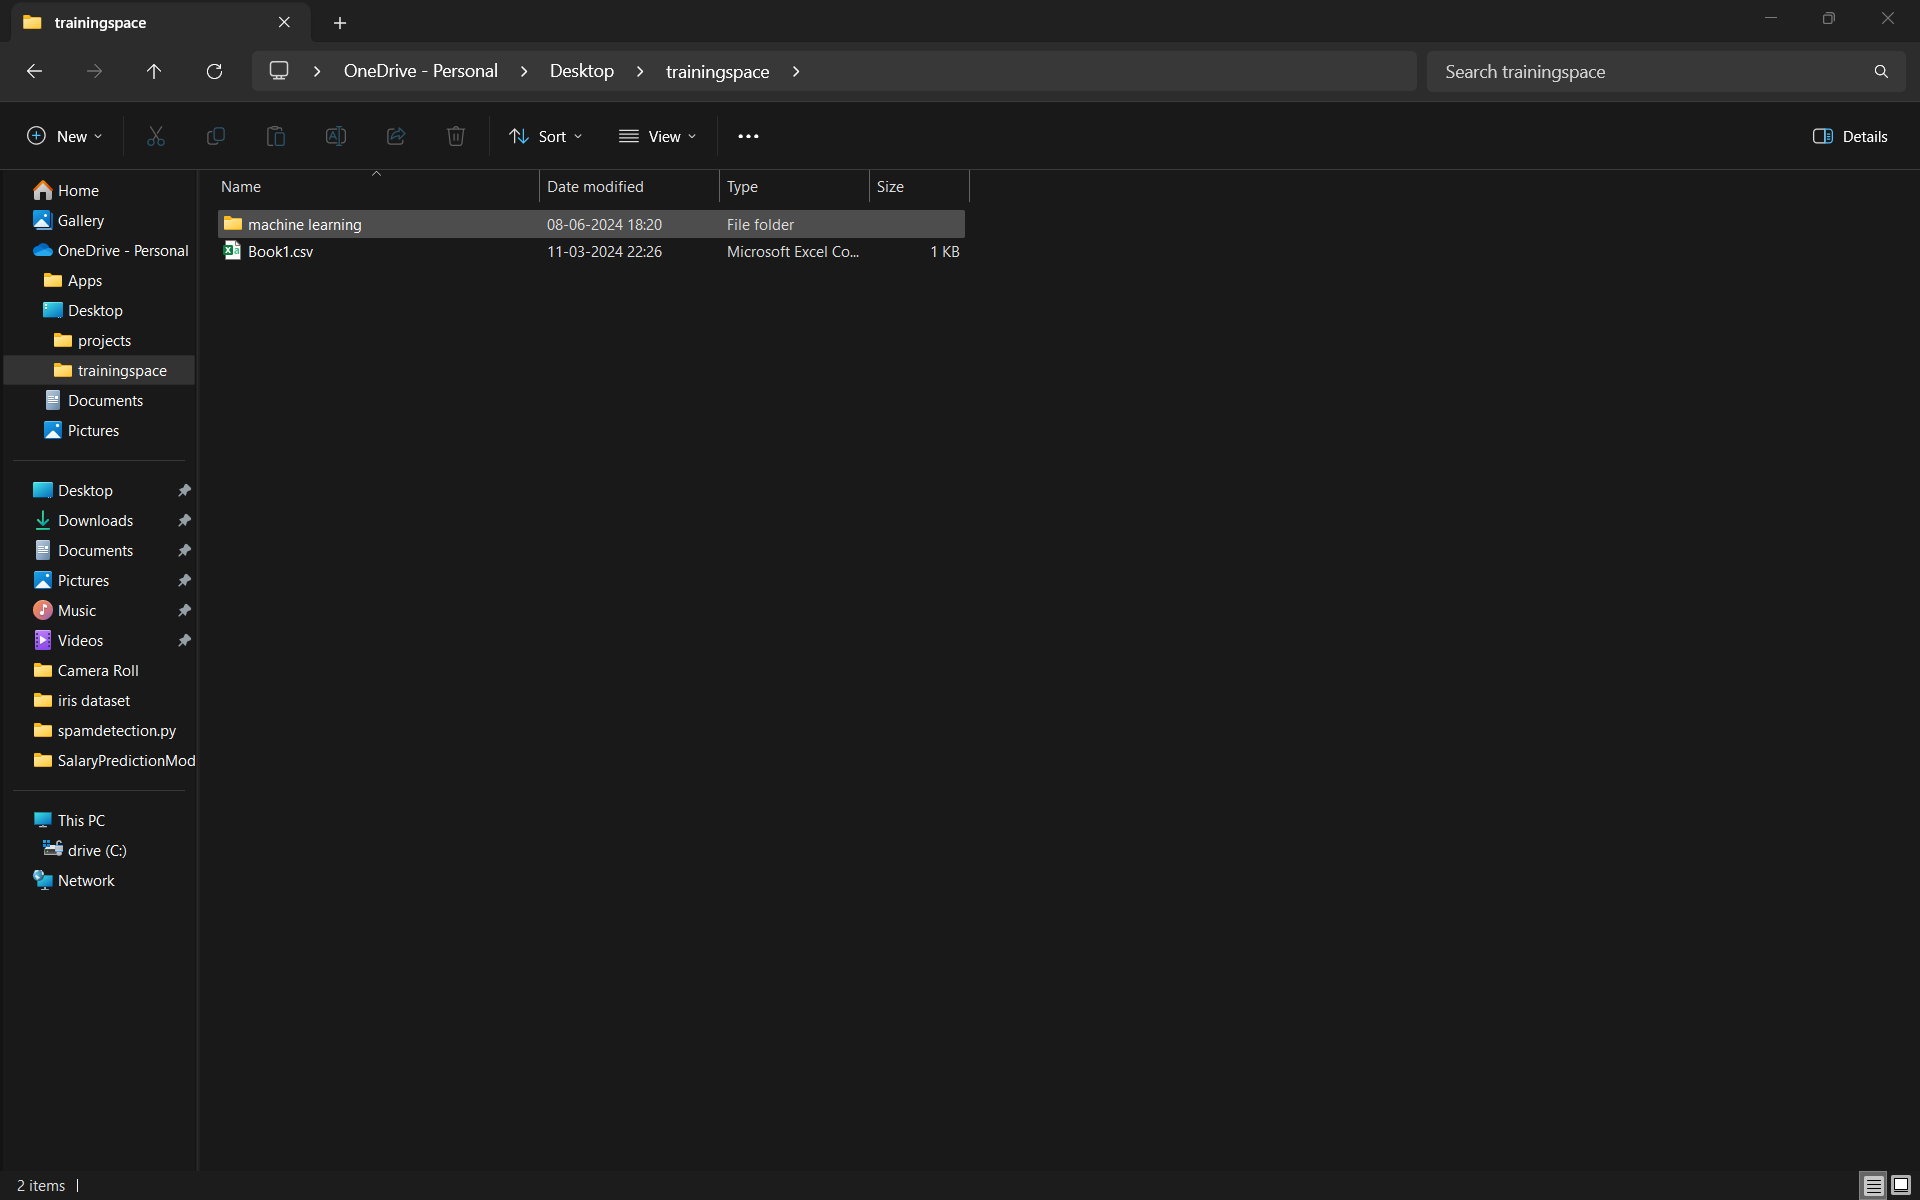 trainingspace
OneDrive - Personal > Desktop > trainingspace >
Search trainingspace
New
Sort
View
Details
Name Date modified Type Size
machine learning 08-06-2024 18:20 File folder
Book1.csv 11-03-2024 22:26 Microsoft Excel Co... 1 KB
Home
Gallery
OneDrive - Personal
Apps
Desktop
projects
trainingspace
Documents
Pictures
Desktop
Downloads
Documents
Pictures
Music
Videos
Camera Roll
iris dataset
spamdetection.py
SalaryPredictionMod
This PC
drive (C:)
Network
2 items